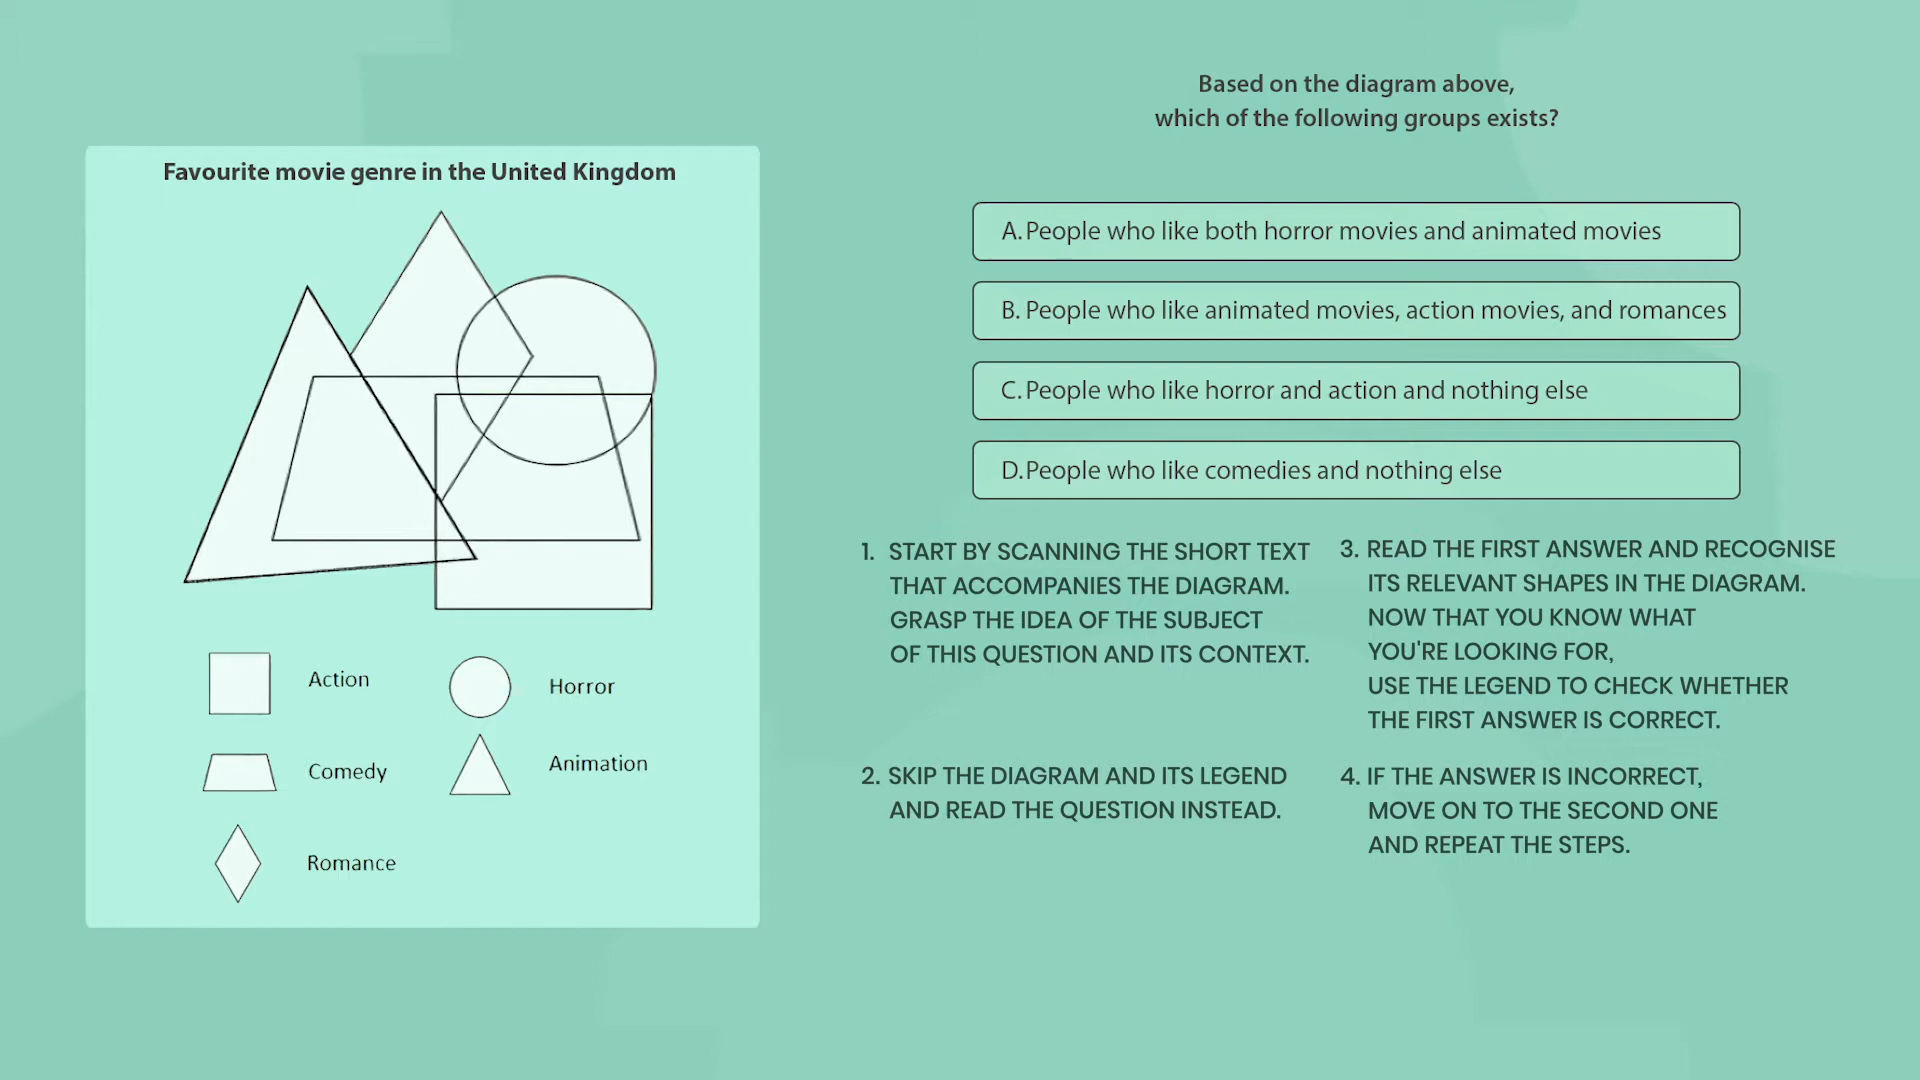 Favourite movie genre in the United Kingdom
Action
Horror
Comedy
Animation
Romance
Based on the diagram above,
which of the following groups exists?
A. People who like both horror movies and animated movies
B. People who like animated movies, action movies, and romances
C. People who like horror and action and nothing else
D. People who like comedies and nothing else
1. START BY SCANNING THE SHORT TEXT
THAT ACCOMPANIES THE DIAGRAM.
GRASP THE IDEA OF THE SUBJECT
OF THIS QUESTION AND ITS CONTEXT.
2. SKIP THE DIAGRAM AND ITS LEGEND
AND READ THE QUESTION INSTEAD.
3. READ THE FIRST ANSWER AND RECOGNISE
ITS RELEVANT SHAPES IN THE DIAGRAM.
NOW THAT YOU KNOW WHAT
YOU'RE LOOKING FOR,
USE THE LEGEND TO CHECK WHETHER
THE FIRST ANSWER IS CORRECT.
4. IF THE ANSWER IS INCORRECT,
MOVE ON TO THE SECOND ONE
AND REPEAT THE STEPS.